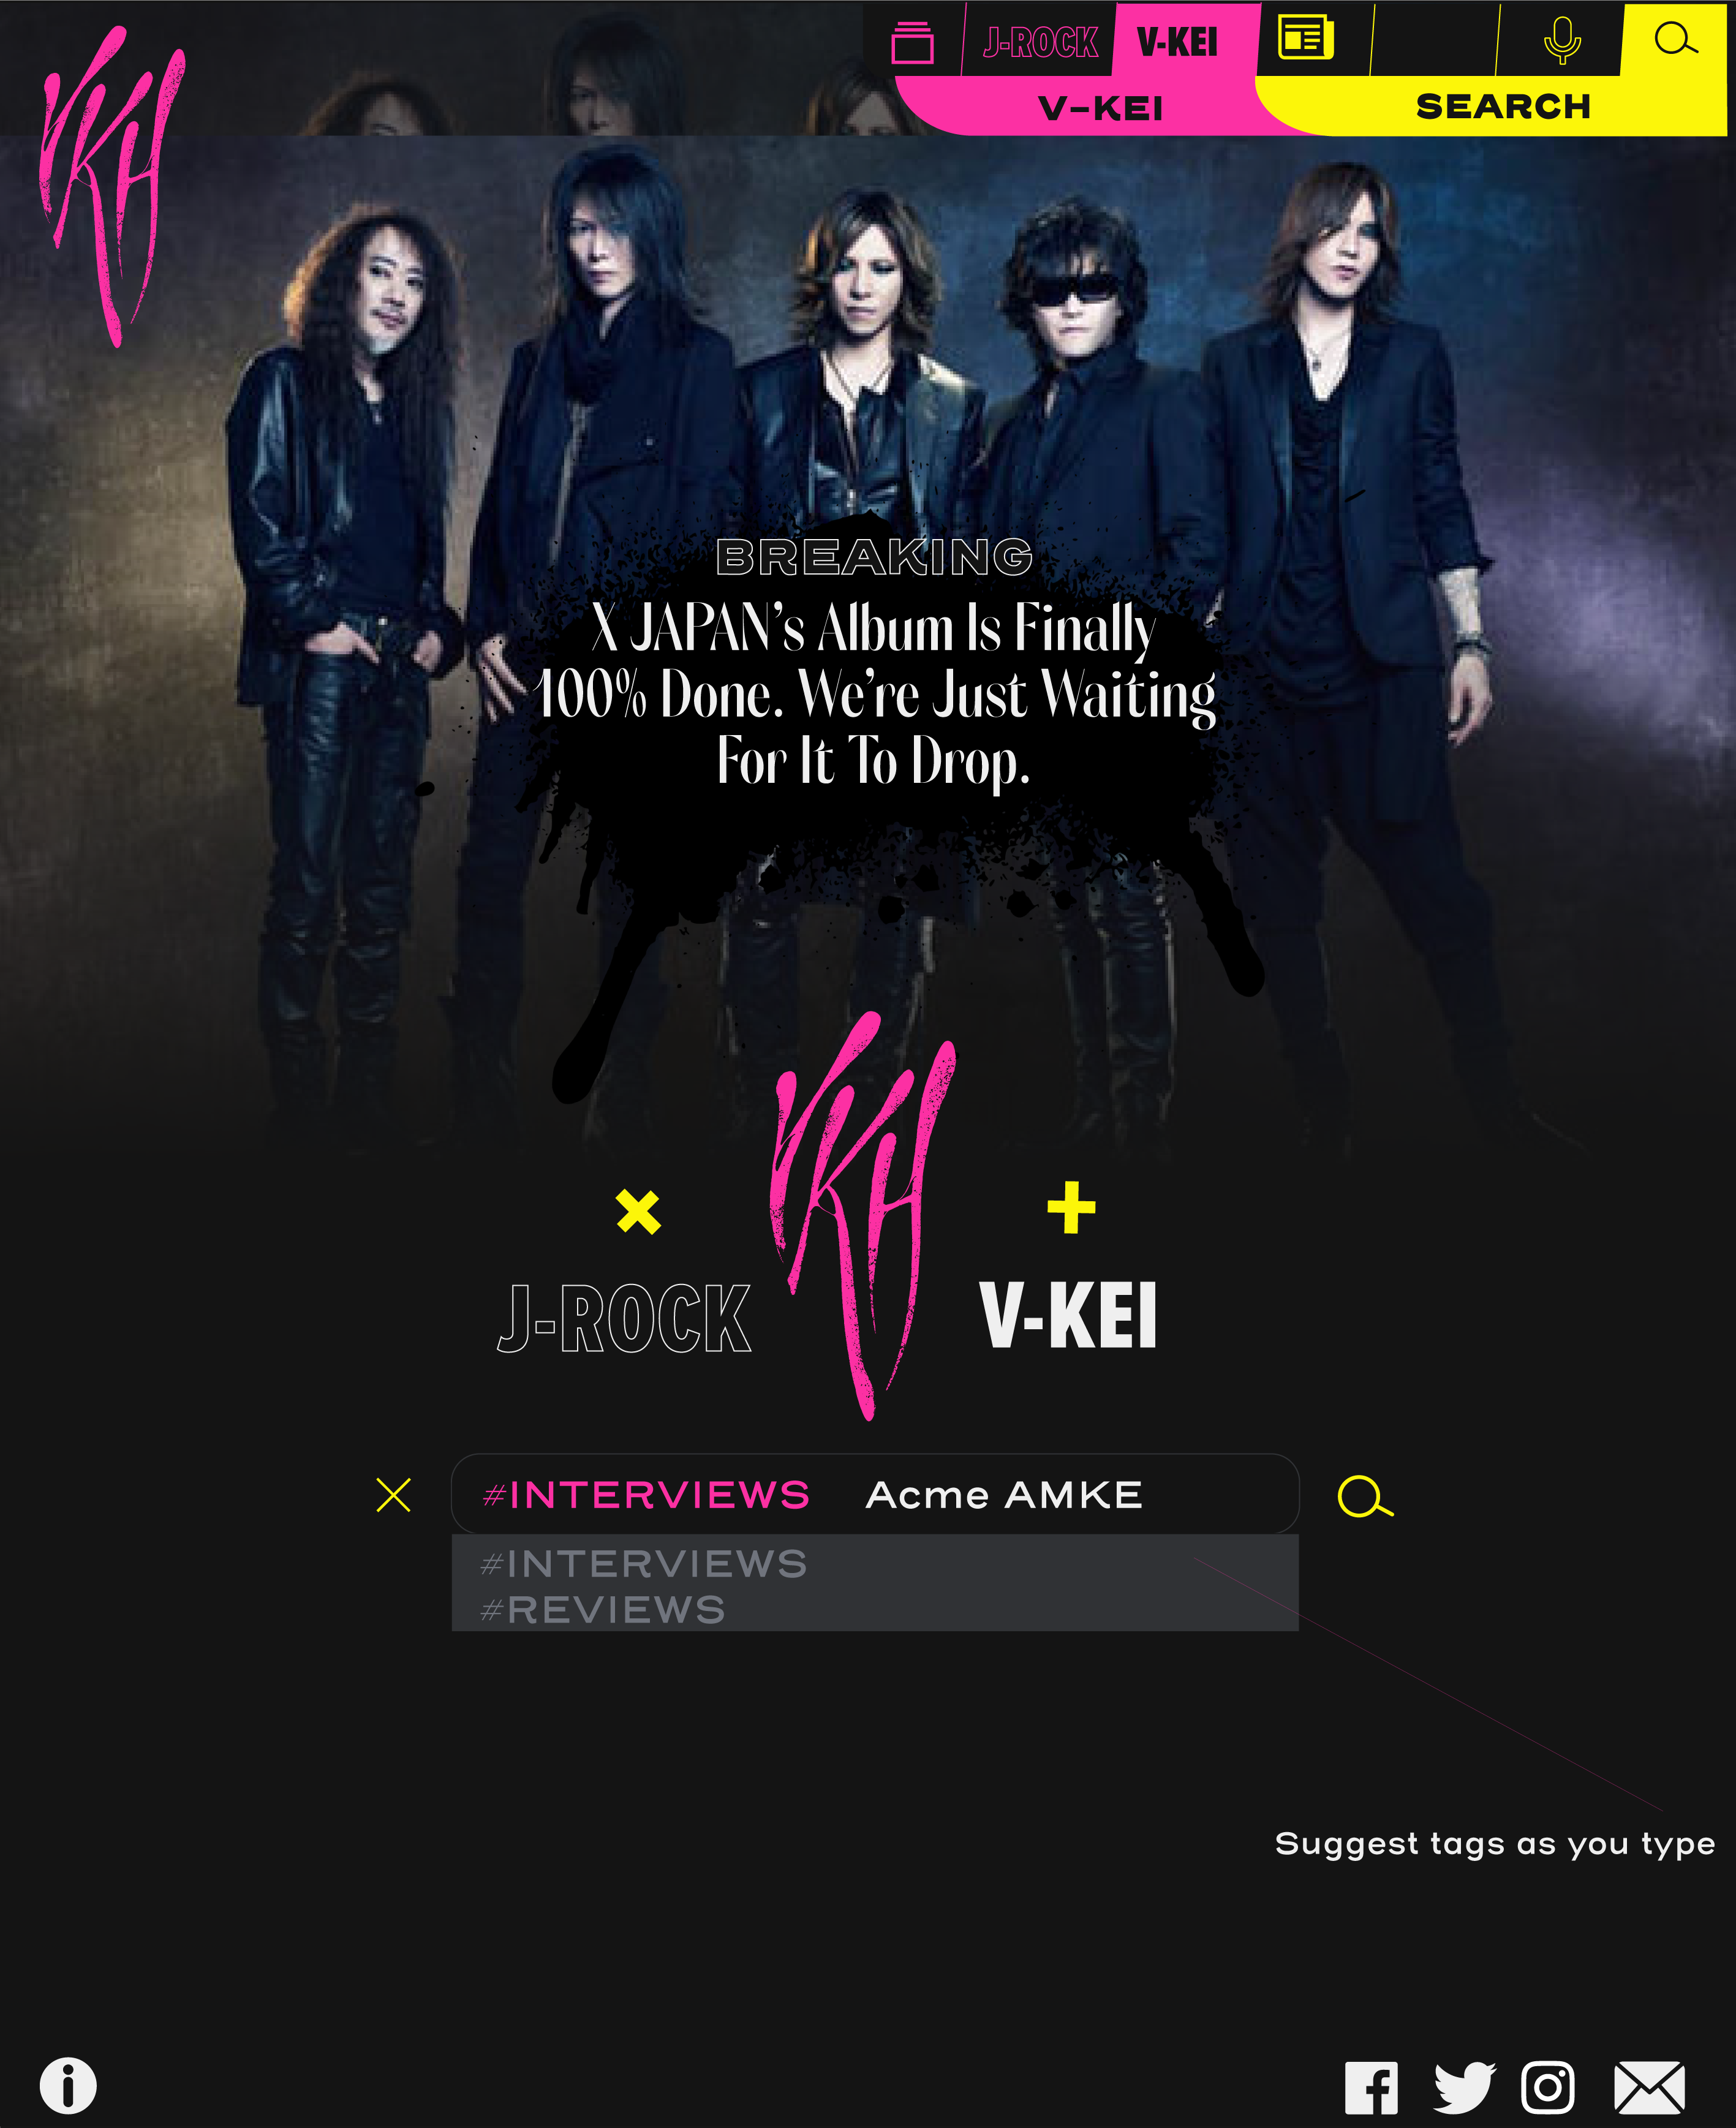 VKH
J-ROCK
V-KEI
V-KEI
SEARCH
BREAKING
X JAPAN's Album Is Finally
100% Done. We're Just Waiting
For It To Drop.
VKH
J-ROCK
V-KEI
#INTERVIEWS Acme AMKE
#INTERVIEWS
#REVIEWS
Suggest tags as you type